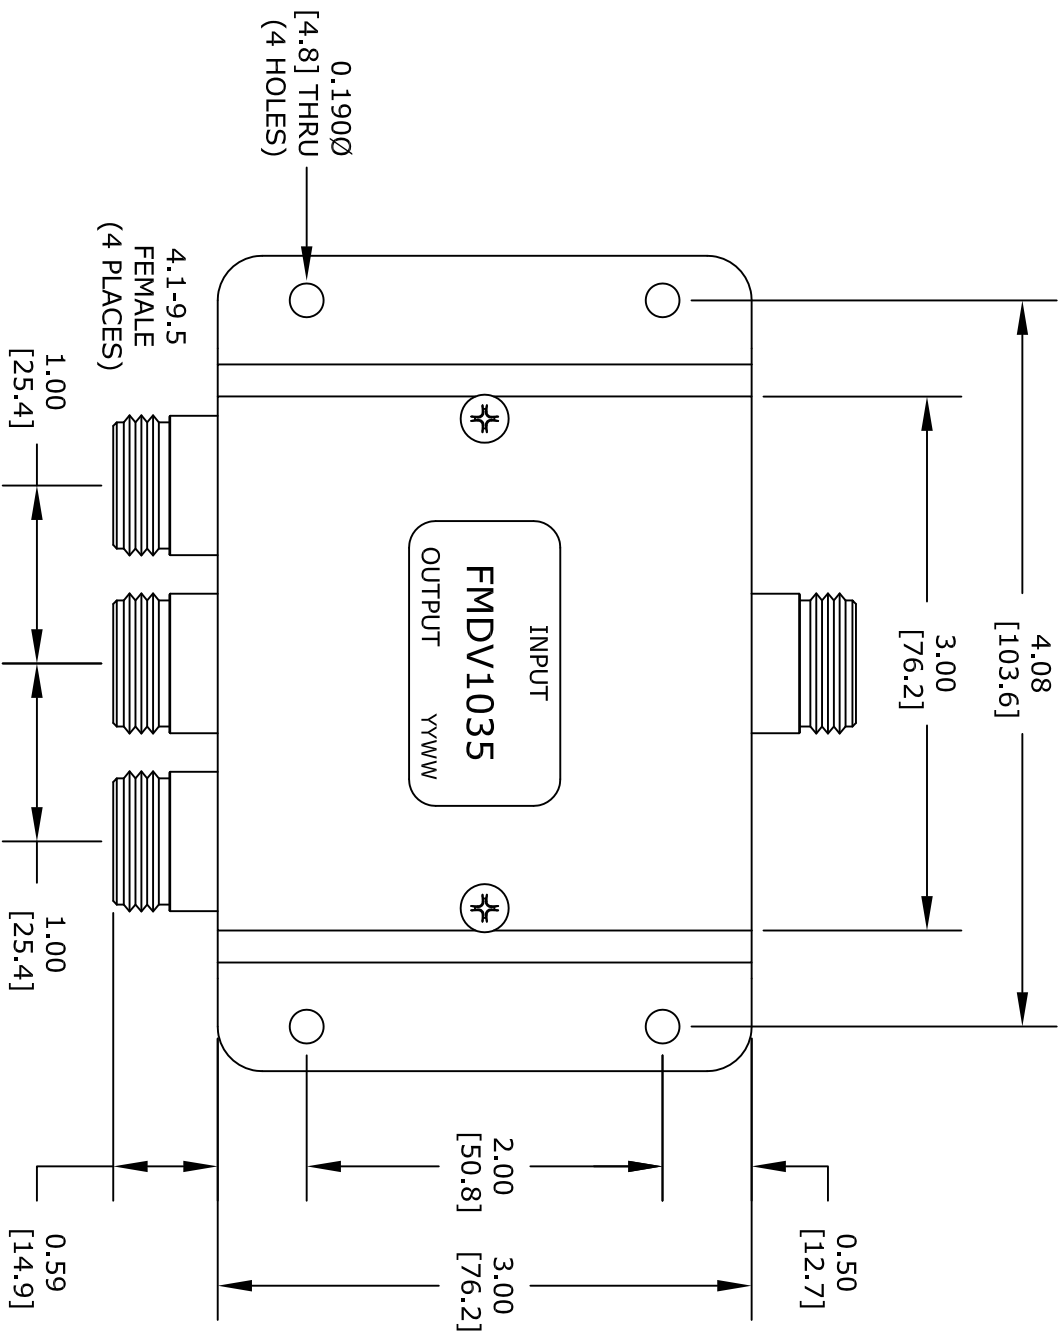 4.08
[103.6]
3.00
[76.2]
0.190Ø
[4.8] THRU
(4 HOLES)
INPUT
FMDV1035
OUTPUT YYWW
4.1-9.5
FEMALE
(4 PLACES)
1.00
[25.4]
1.00
[25.4]
0.50
[12.7]
2.00
[50.8]
3.00
[76.2]
0.59
[14.9]